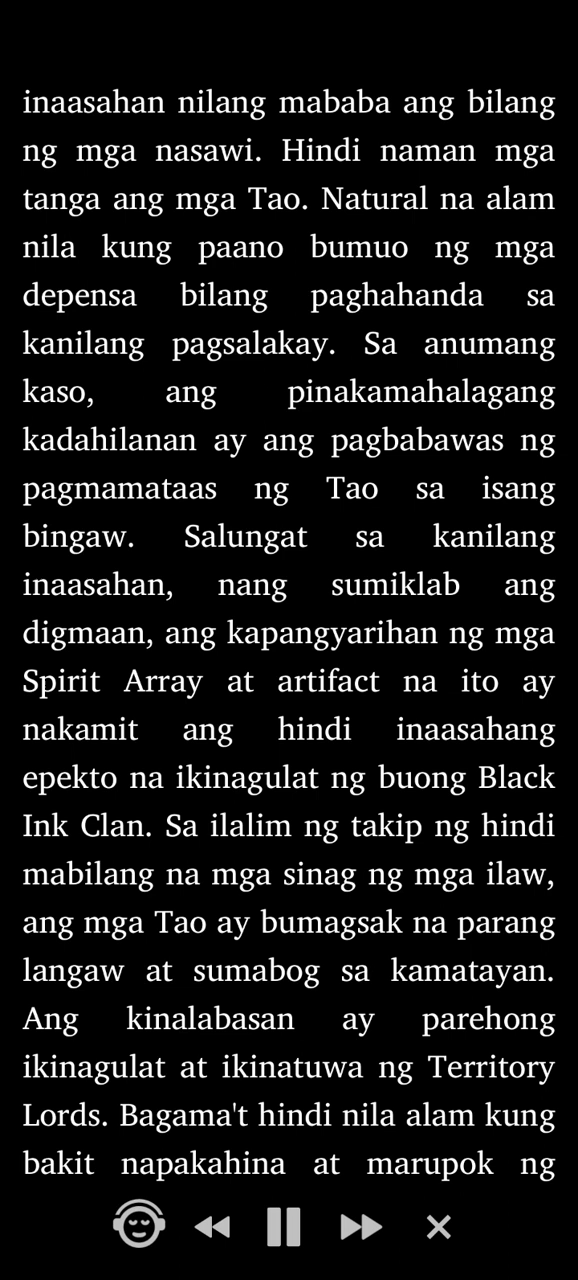 inaasahan nilang mababa ang bilang
ng mga nasawi. Hindi naman mga
tanga ang mga Tao. Natural na alam
nila kung paano bumuo ng mga
depensa bilang paghahanda sa
kanilang pagsalakay. Sa anumang
kaso, ang pinakamahalagang
kadahilanan ay ang pagbabawas ng
pagmamataas ng Tao sa isang
bingaw. Salungat sa kanilang
inaasahan, nang sumiklab ang
digmaan, ang kapangyarihan ng mga
Spirit Array at artifact na ito ay
nakamit ang hindi inaasahang
epekto na ikinagulat ng buong Black
Ink Clan. Sa ilalim ng takip ng hindi
mabilang na mga sinag ng mga ilaw,
ang mga Tao ay bumagsak na parang
langaw at sumabog sa kamatayan.
Ang kinalabasan ay parehong
ikinagulat at ikinatuwa ng Territory
Lords. Bagama't hindi nila alam kung
bakit napakahina at marupok ng